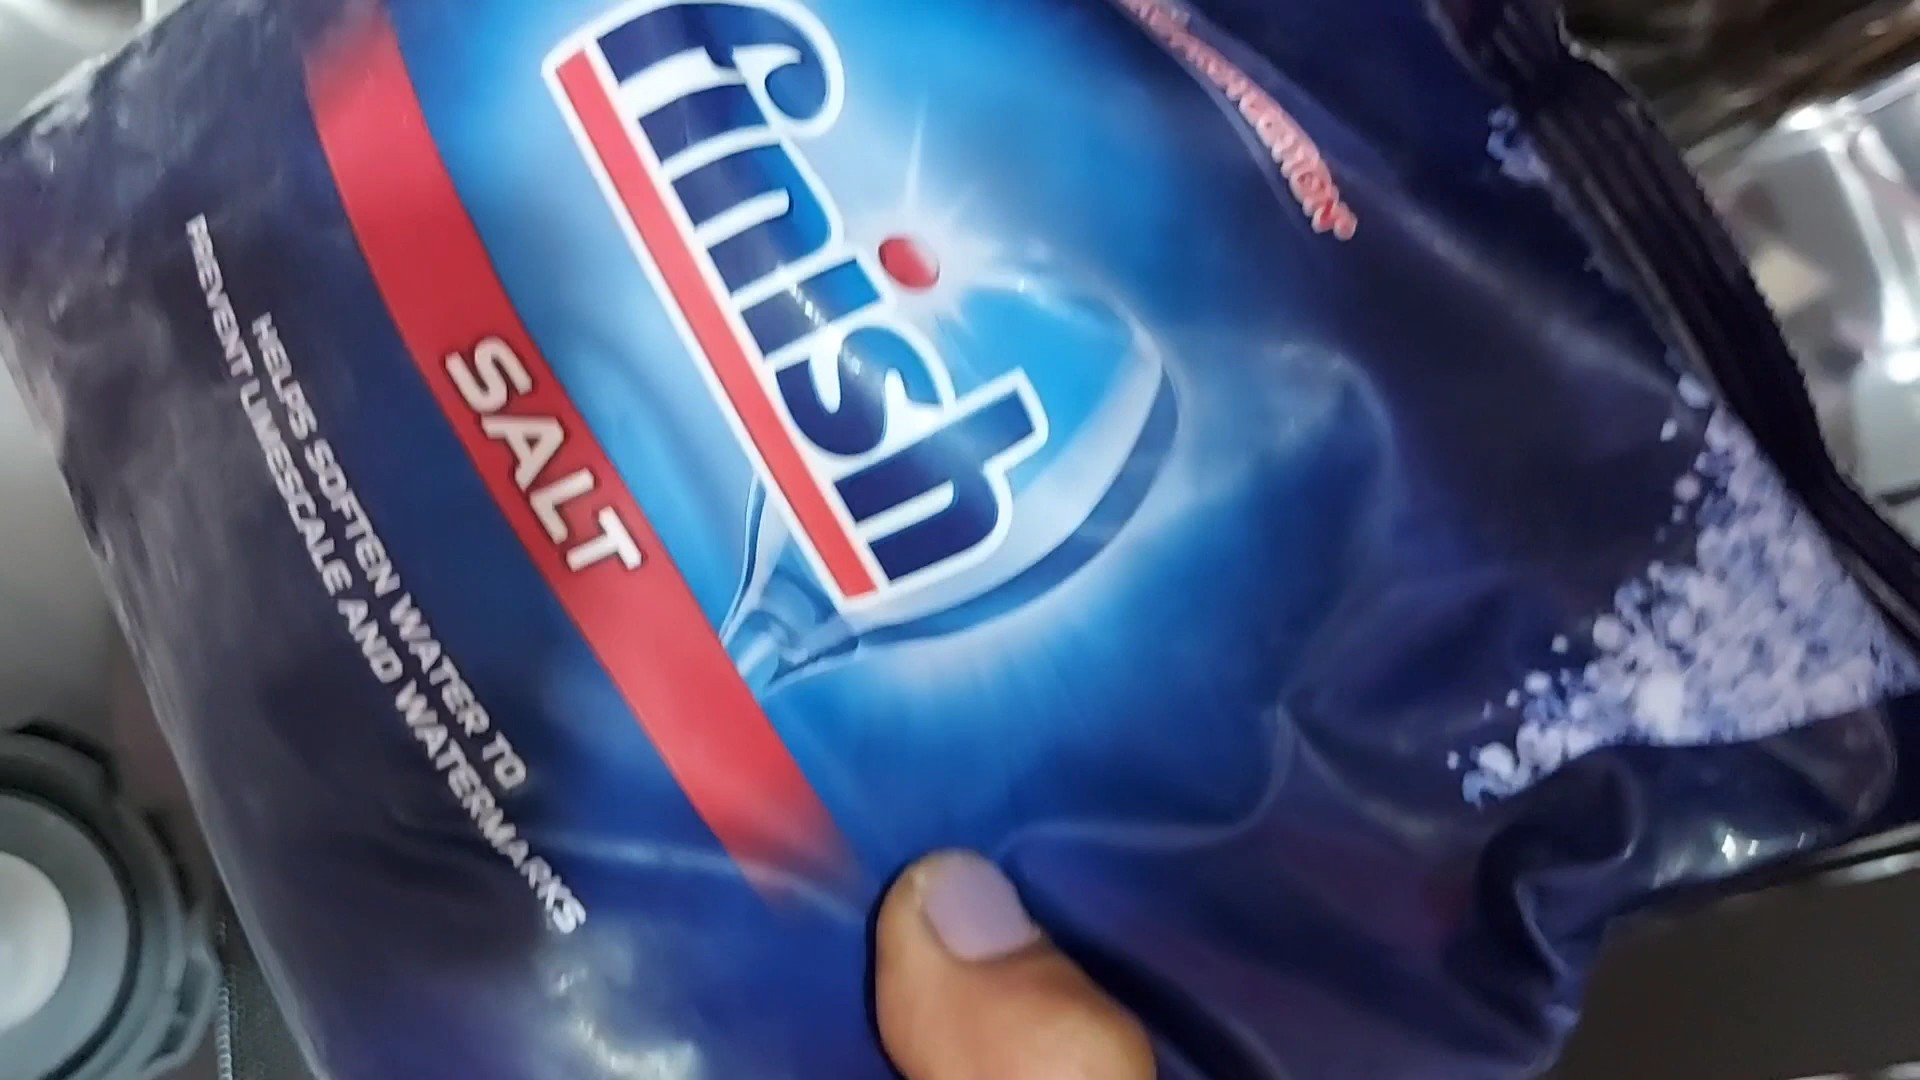 finish
SALT
HELPS SOFTEN WATER TO
PREVENT LIMESCALE AND WATERMARKS